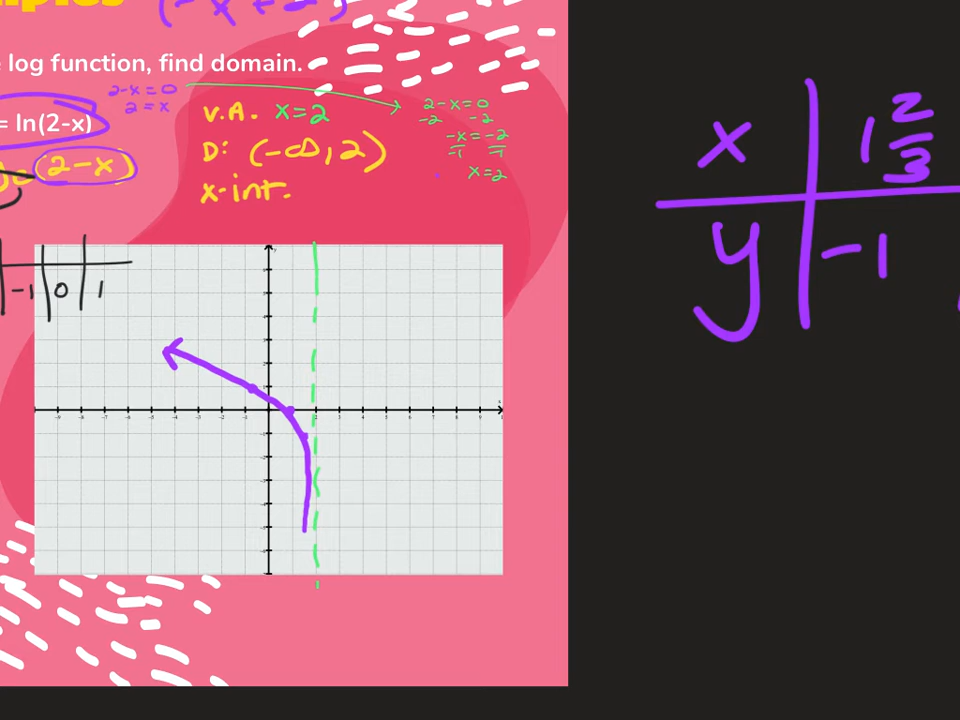 (-x+2)
log function, find domain.
2-x=0
2=x
= ln(2-x)
(2-x)
V.A. x=2
D: (-∞,2)
x-int.
2-x=0
-2 -2
-x=-2
-1 -1
x=2
-1 0 1
x 1 2/3
y -1